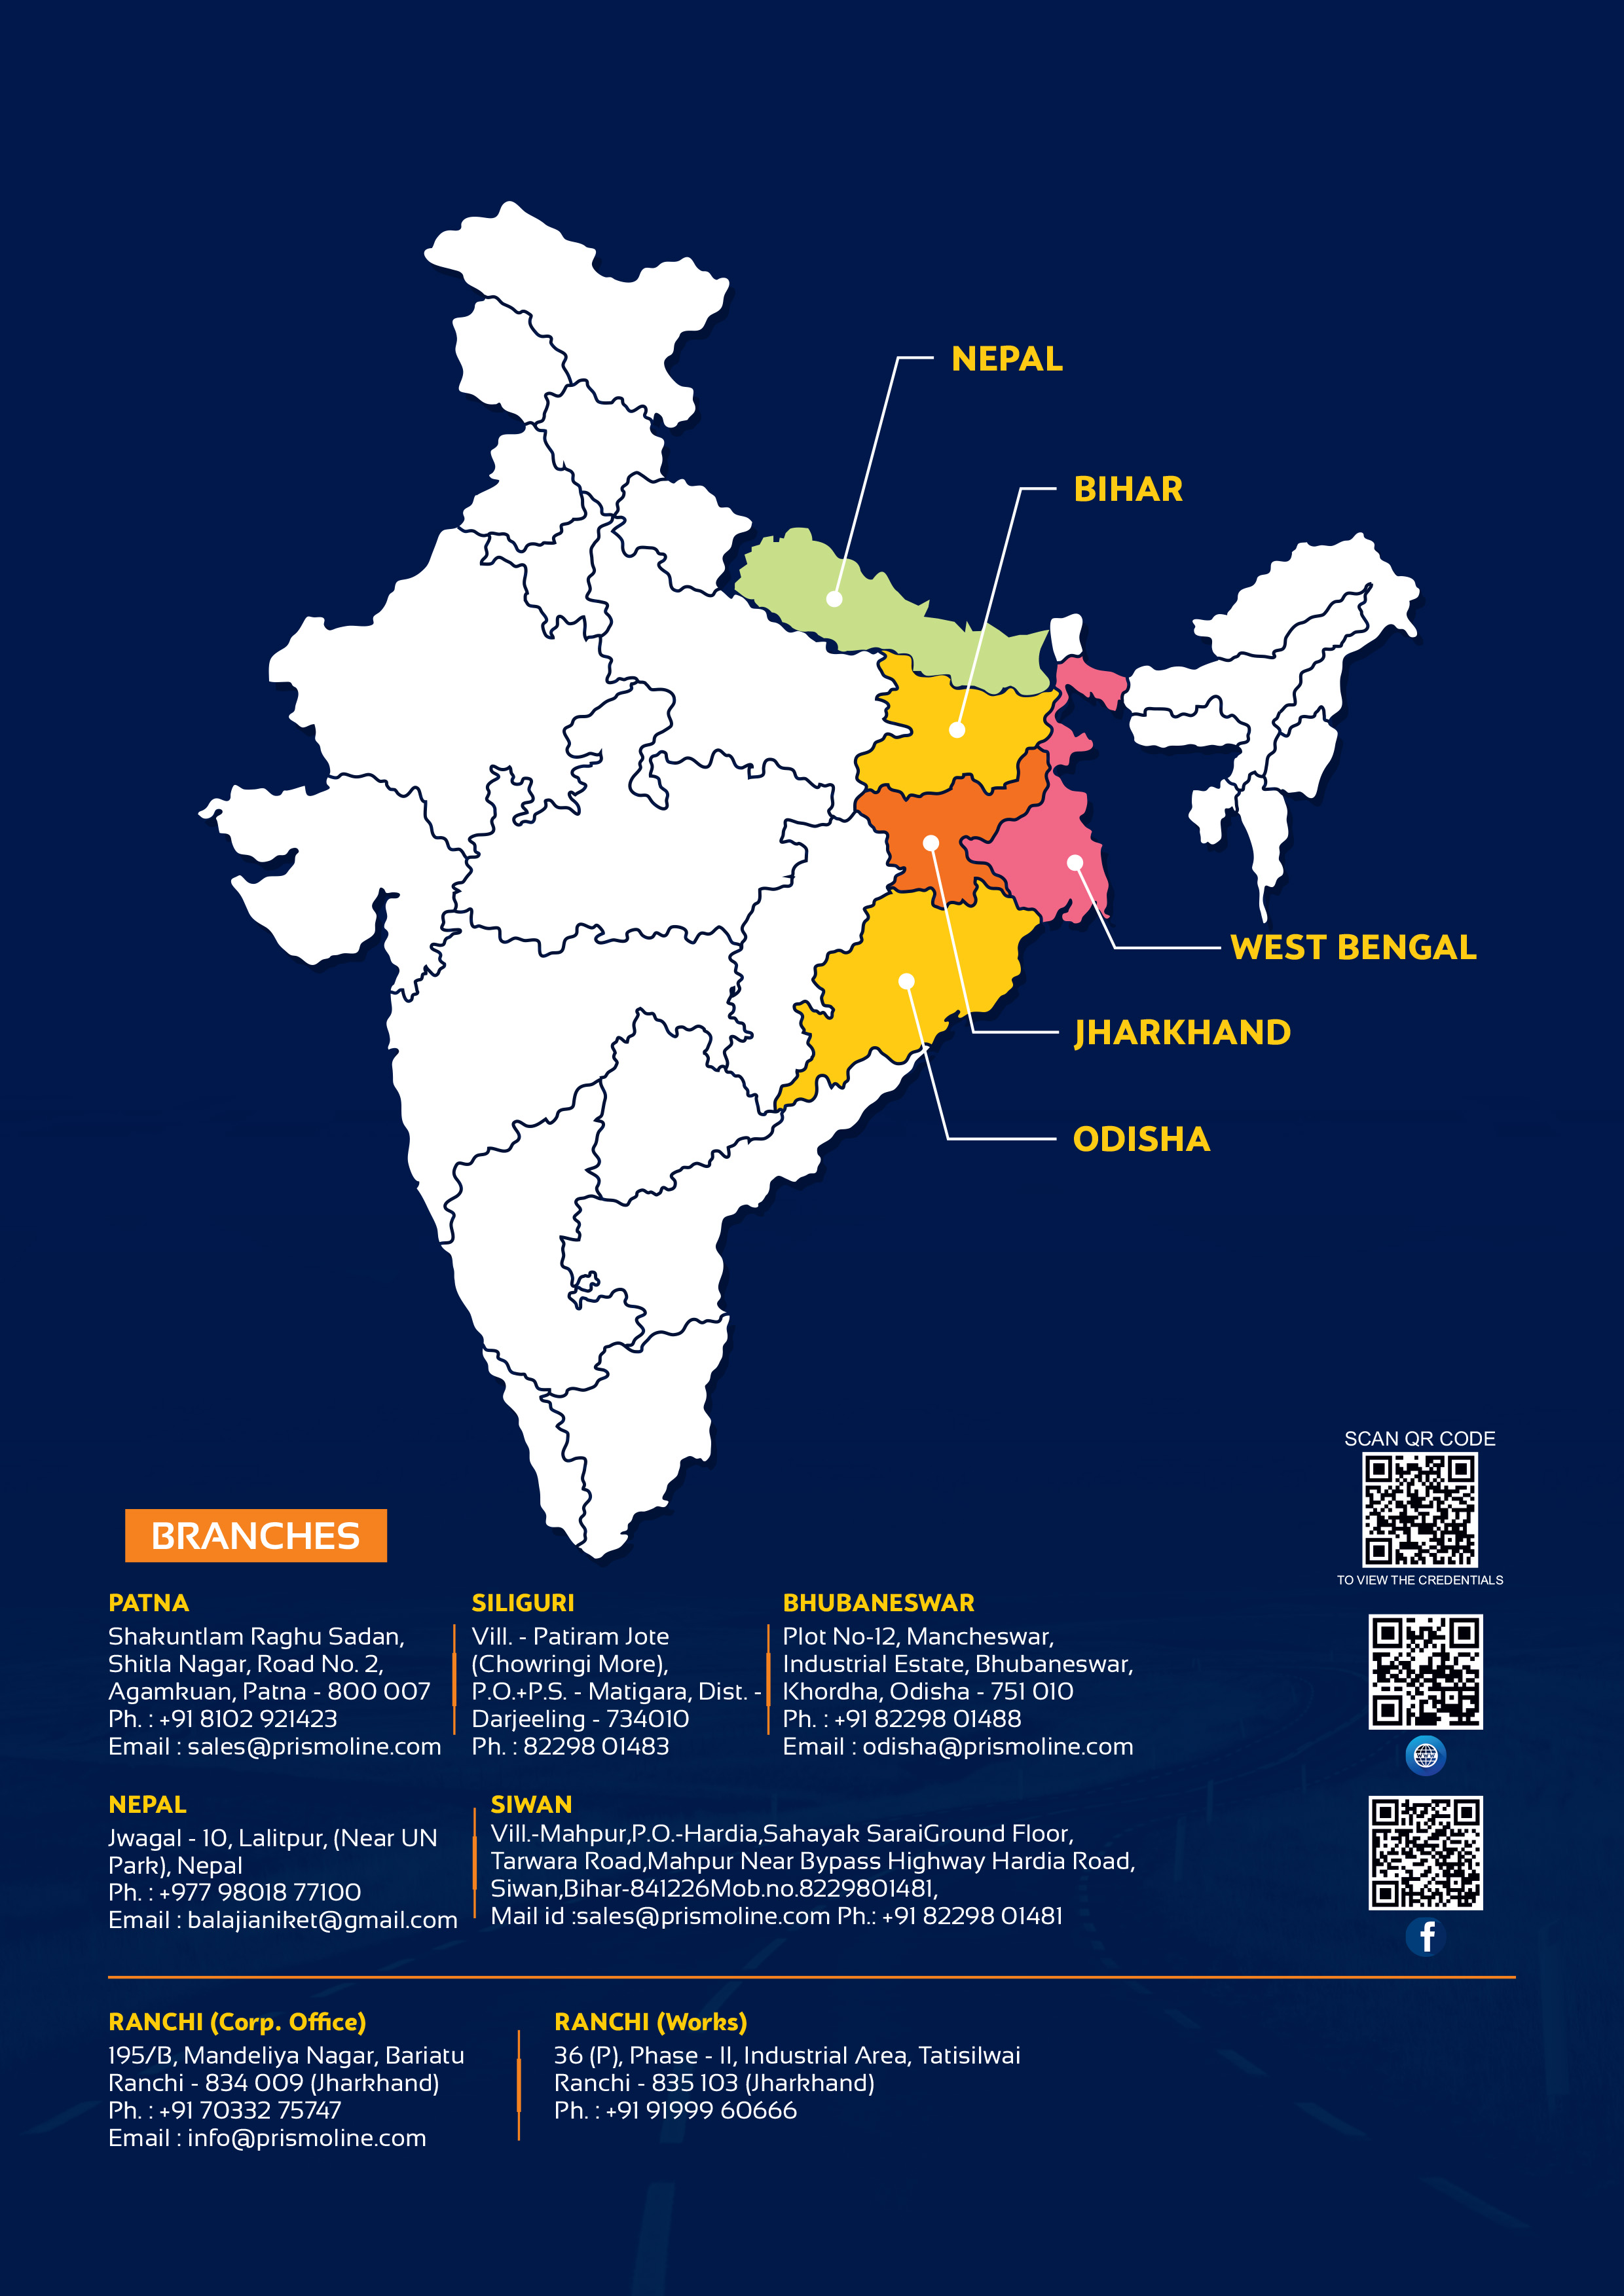 NEPAL
BIHAR
WEST BENGAL
JHARKHAND
ODISHA
SCAN QR CODE
TO VIEW THE CREDENTIALS
BRANCHES
PATNA
Shakuntlam Raghu Sadan,
Shitla Nagar, Road No. 2,
Agamkuan, Patna - 800 007
Ph. : +91 8102 921423
Email : sales@prismoline.com
SILIGURI
Vill. - Patiram Jote
(Chowringi More),
P.O.+P.S. - Matigara, Dist. -
Darjeeling - 734010
Ph. : 82298 01483
BHUBANESWAR
Plot No-12, Mancheswar,
Industrial Estate, Bhubaneswar,
Khordha, Odisha - 751 010
Ph. : +91 82298 01488
Email : odisha@prismoline.com
WWW
NEPAL
Jwagal - 10, Lalitpur, (Near UN
Park), Nepal
Ph. : +977 98018 77100
Email : balajianiket@gmail.com
SIWAN
Vill.-Mahpur,P.O.-Hardia,Sahayak SaraiGround Floor,
Tarwara Road,Mahpur Near Bypass Highway Hardia Road,
Siwan,Bihar-841226Mob.no.8229801481,
Mail id :sales@prismoline.com Ph.: +91 82298 01481
f
RANCHI (Corp. Office)
195/B, Mandeliya Nagar, Bariatu
Ranchi - 834 009 (Jharkhand)
Ph. : +91 70332 75747
Email : info@prismoline.com
RANCHI (Works)
36 (P), Phase - II, Industrial Area, Tatisilwai
Ranchi - 835 103 (Jharkhand)
Ph. : +91 91999 60666